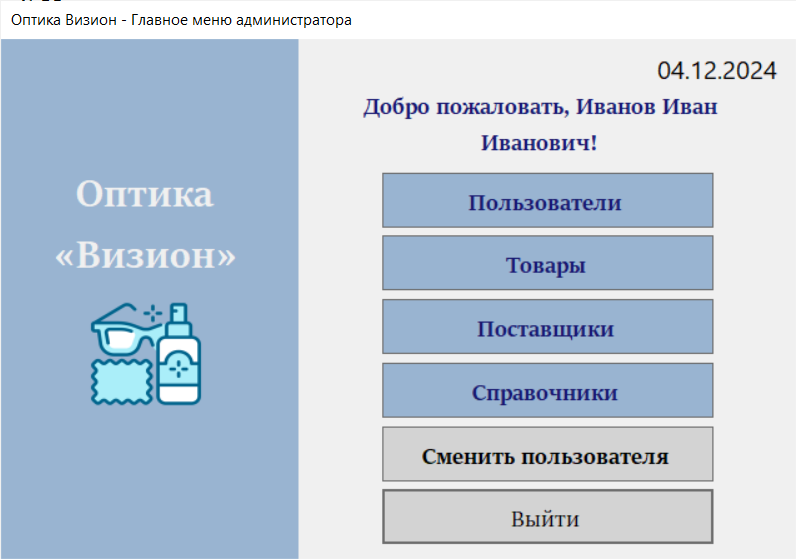 Оптика Визион - Главное меню администратора
04.12.2024
Добро пожаловать, Иванов Иван
Иванович!
Оптика
«Визион»
Пользователи
Товары
Поставщики
Справочники
Сменить пользователя
Выйти